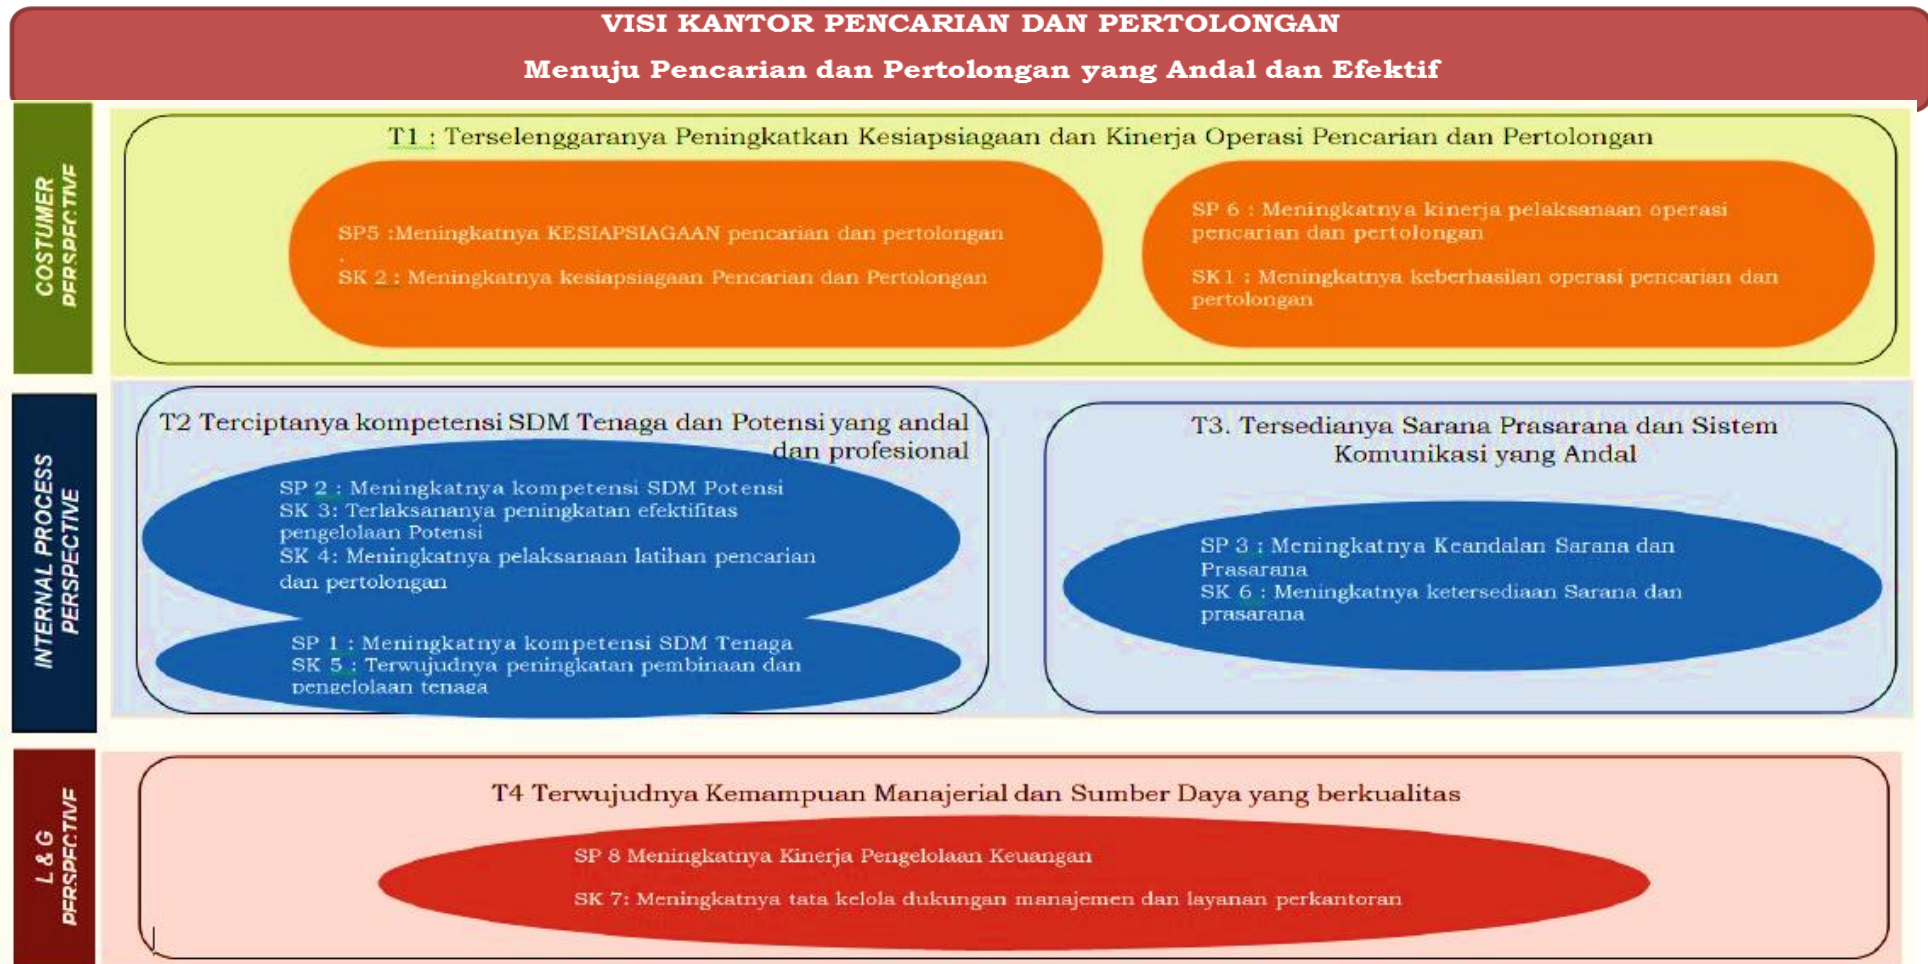 VISI KANTOR PENCARIAN DAN PERTOLONGAN
Menuju Pencarian dan Pertolongan yang Andal dan Efektif
COSTUMER
PERSPECTIVE
T1 : Terselenggaranya Peningkatkan Kesiapsiagaan dan Kinerja Operasi Pencarian dan Pertolongan
SP5 :Meningkatnya KESIAPSIAGAAN pencarian dan pertolongan
.
SK 2 : Meningkatnya kesiapsiagaan Pencarian dan Pertolongan
SP 6 : Meningkatnya kinerja pelaksanaan operasi
pencarian dan pertolongan
SK 1 : Meningkatnya keberhasilan operasi pencarian dan
pertolongan
INTERNAL PROCESS
PERSPECTIVE
T2 Terciptanya kompetensi SDM Tenaga dan Potensi yang andal
dan profesional
SP 2 : Meningkatnya kompetensi SDM Potensi
SK 3: Terlaksananya peningkatan efektifitas
pengelolaan Potensi
SK 4: Meningkatnya pelaksanaan latihan pencarian
dan pertolongan
SP 1 : Meningkatnya kompetensi SDM Tenaga
SK 5 : Terwujudnya peningkatan pembinaan dan
pengelolaan tenaga
T3. Tersedianya Sarana Prasarana dan Sistem
Komunikasi yang Andal
SP 3 : Meningkatnya Keandalan Sarana dan
Prasarana
SK 6 : Meningkatnya ketersediaan Sarana dan
prasarana
L & G
PERSPECTIVE
T4 Terwujudnya Kemampuan Manajerial dan Sumber Daya yang berkualitas
SP 8 Meningkatnya Kinerja Pengelolaan Keuangan
SK 7: Meningkatnya tata kelola dukungan manajemen dan layanan perkantoran